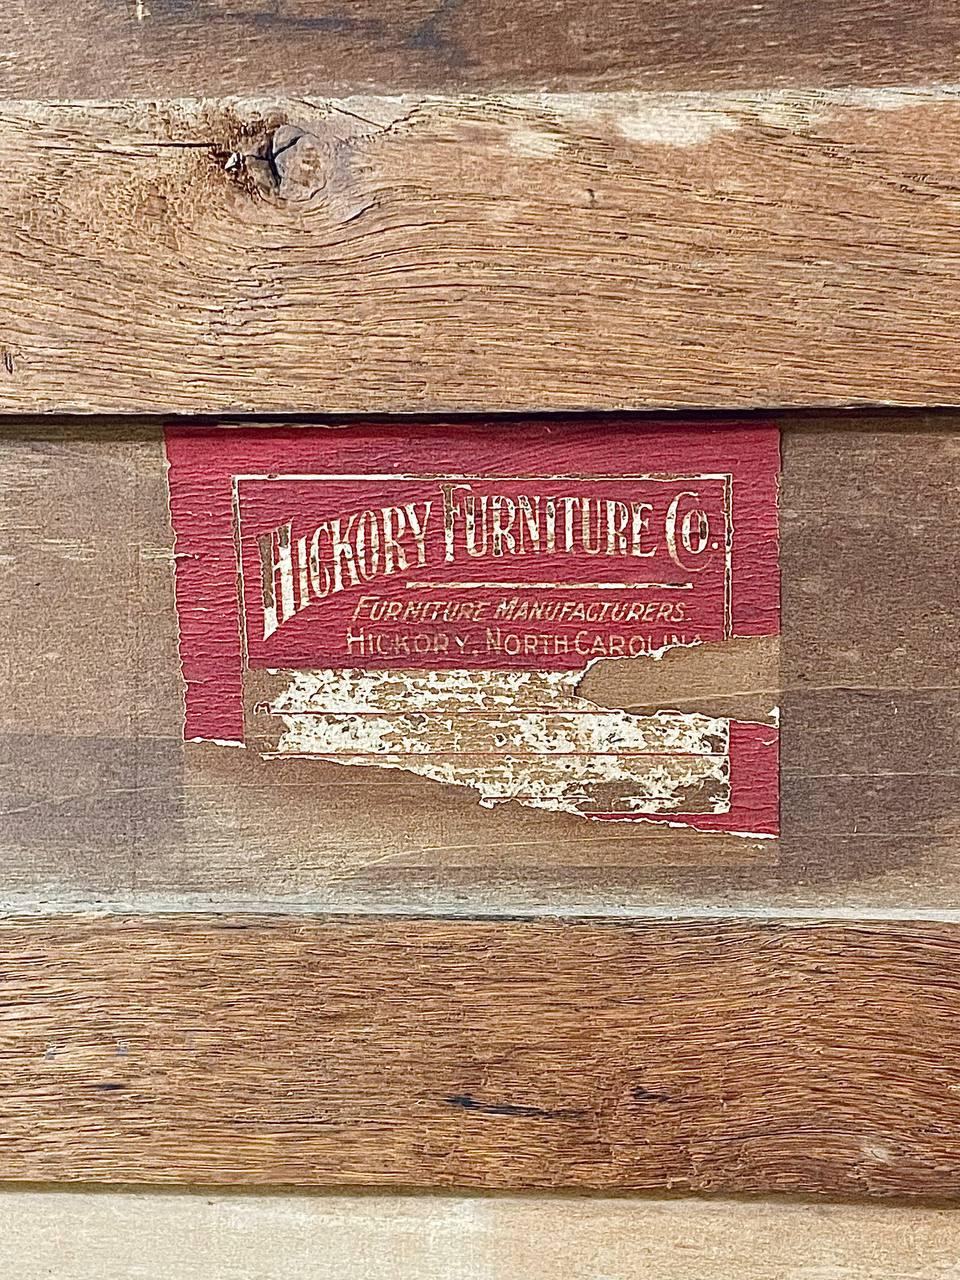 HICKORY FURNITURE CO.
FURNITURE MANUFACTURERS.
HICKORY, NORTH CAROLINA